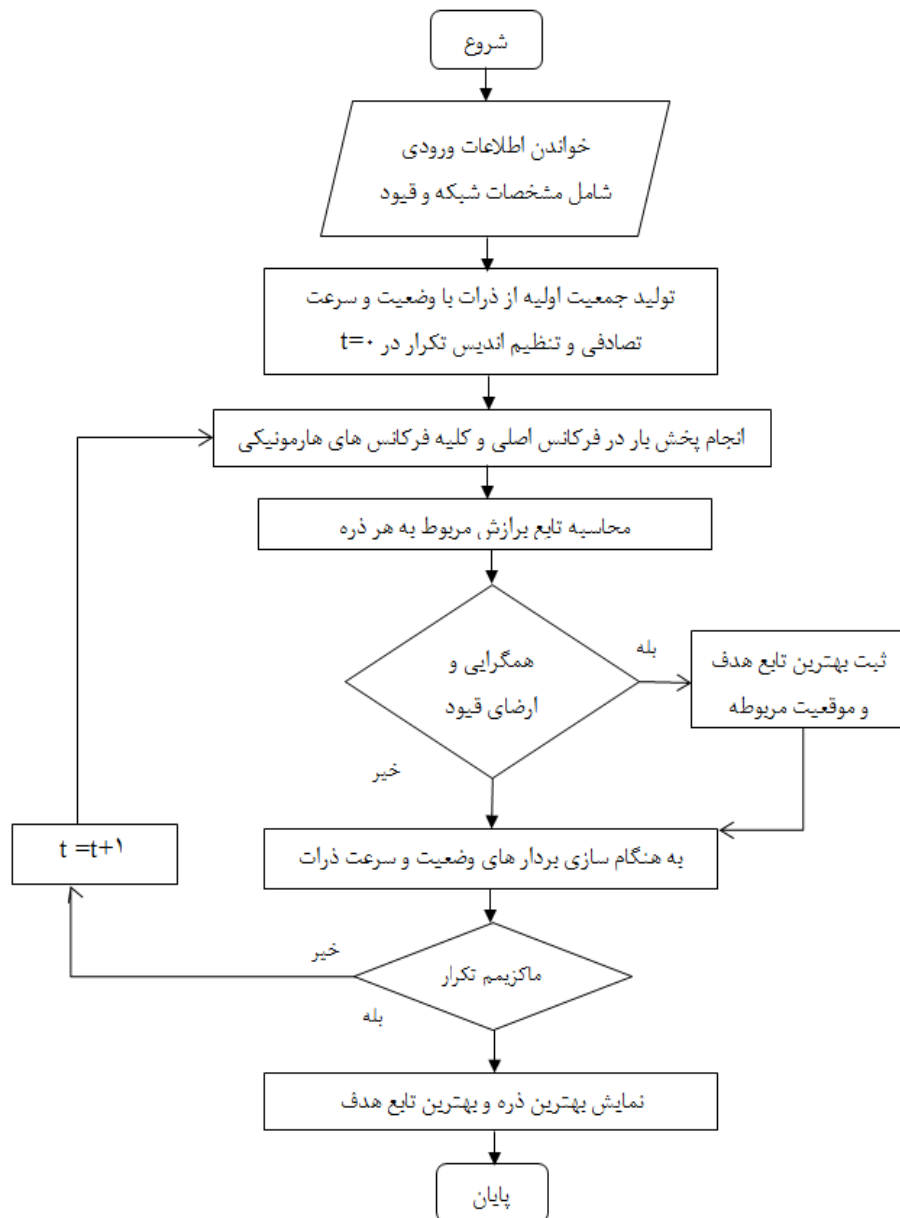 شروع
خواندن اطلاعات ورودی
شامل مشخصات شبکه و قیود
تولید جمعیت اولیه از ذرات با وضعیت و سرعت
تصادفی و تنظیم اندیس تکرار در t=۰
انجام پخش بار در فرکانس اصلی و کلیه فرکانس های هارمونیکی
محاسبه تابع برازش مربوط به هر ذره
همگرایی و
ارضای قیود
بله
ثبت بهترین تابع هدف
و موقعیت مربوطه
خیر
به هنگام سازی بردار های وضعیت و سرعت ذرات
t =t+۱
ماکزیمم تکرار
خیر
بله
نمایش بهترین ذره و بهترین تابع هدف
پایان